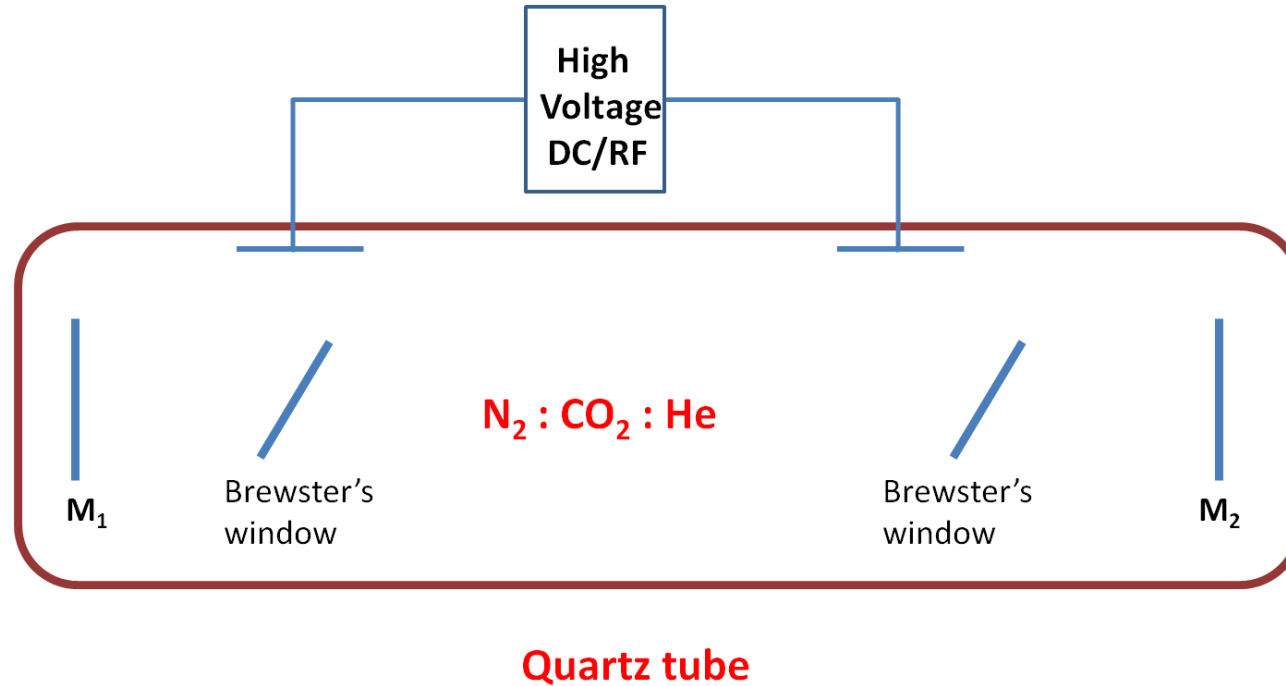 High
Voltage
DC/RF
N₂ : CO₂ : He
Brewster's
window
Brewster's
window
M₁
M₂
Quartz tube